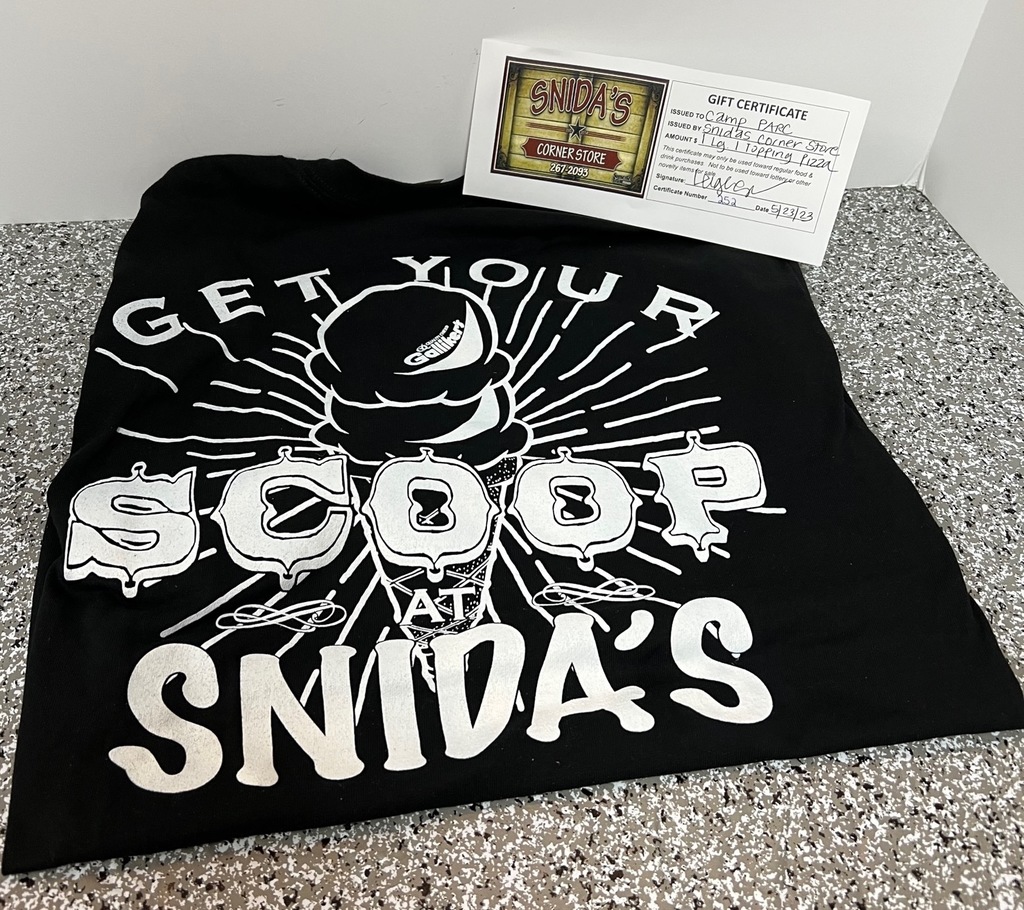 SNIDA'S
CORNER STORE
267-2093
GIFT CERTIFICATE
ISSUED TO Camp PARC
ISSUED BY Snidas Corner Store
AMOUNT $ 1 Lg 1 Topping Pizza
This certificate may only be used toward regular food &
drink purchases. Not to be used toward lottery or other
novelty items for sale.
Signature:
Certificate Number 252 Date 5/23/23
GET YOUR
Galliker's
SCOOP
AT
SNIDA'S